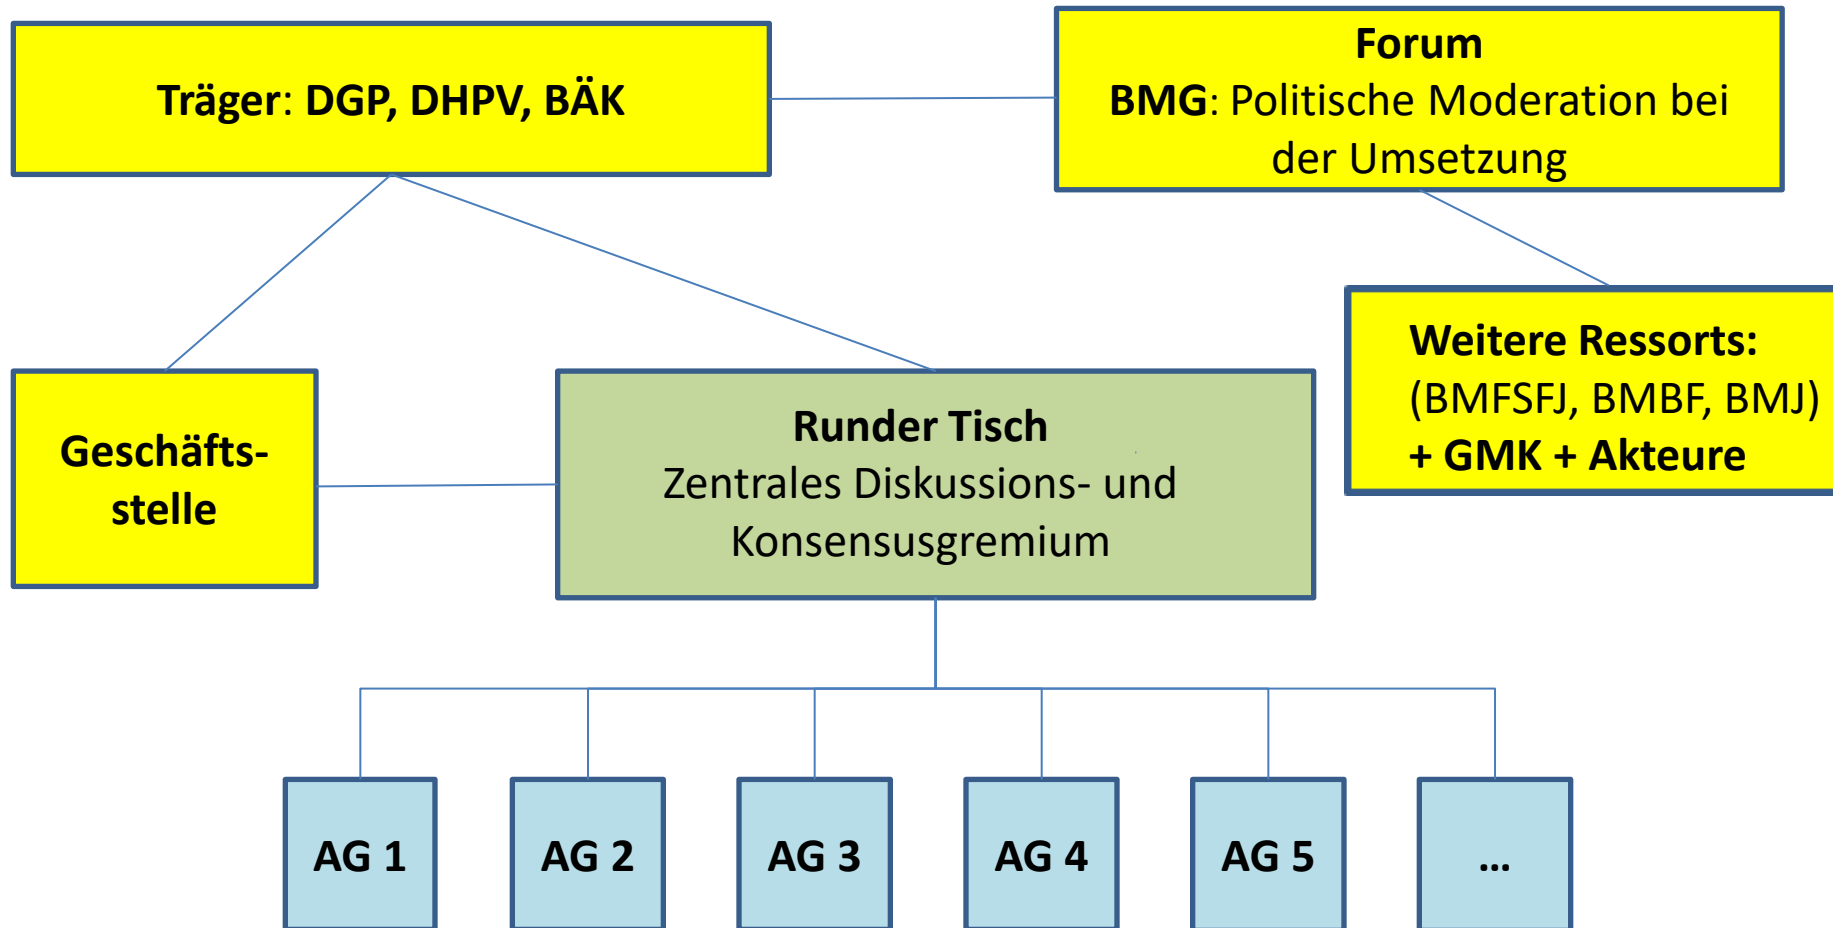 Träger: DGP, DHPV, BÄK
Forum
BMG: Politische Moderation bei
der Umsetzung
Weitere Ressorts:
(BMFSFJ, BMBF, BMJ)
+ GMK + Akteure
Geschäfts-
stelle
Runder Tisch
Zentrales Diskussions- und
Konsensusgremium
AG 1
AG 2
AG 3
AG 4
AG 5
...